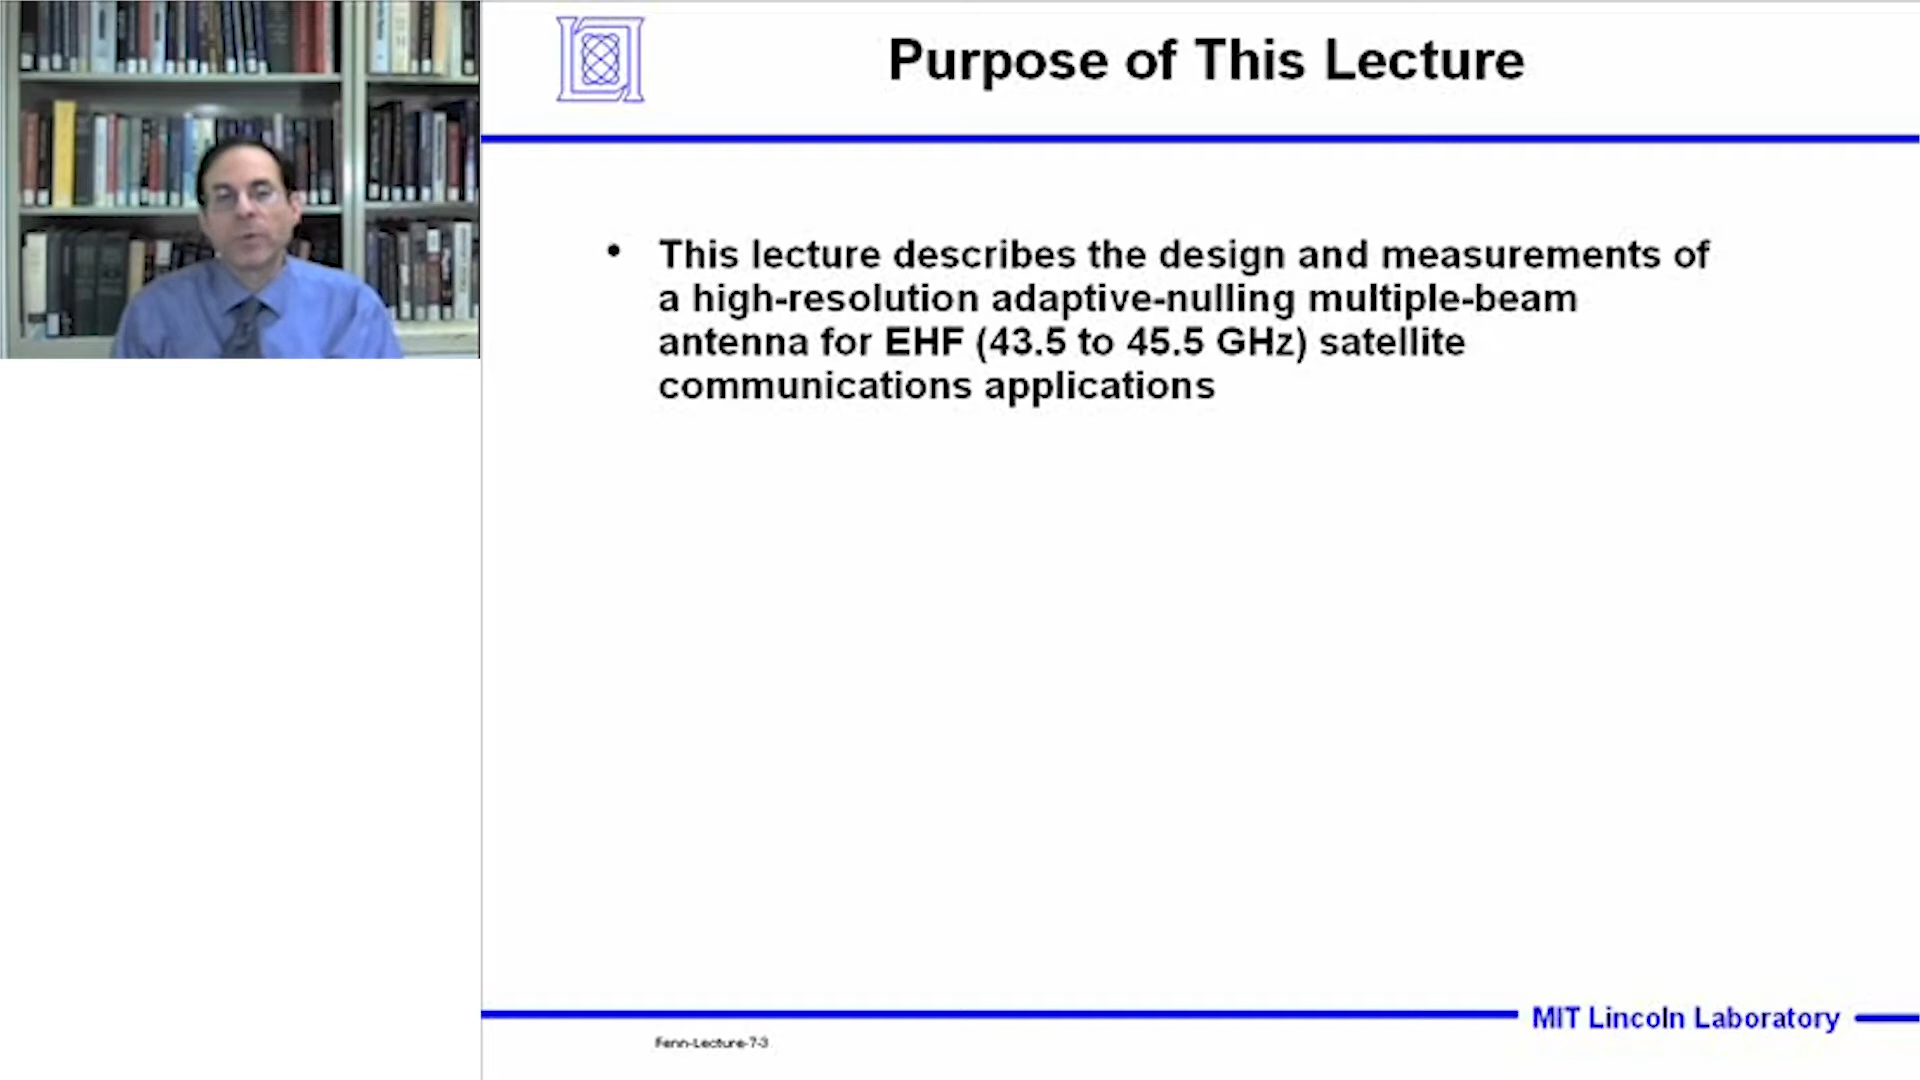 Purpose of This Lecture
• This lecture describes the design and measurements of
a high-resolution adaptive-nulling multiple-beam
antenna for EHF (43.5 to 45.5 GHz) satellite
communications applications
MIT Lincoln Laboratory
Fenn-Lecture-7-3